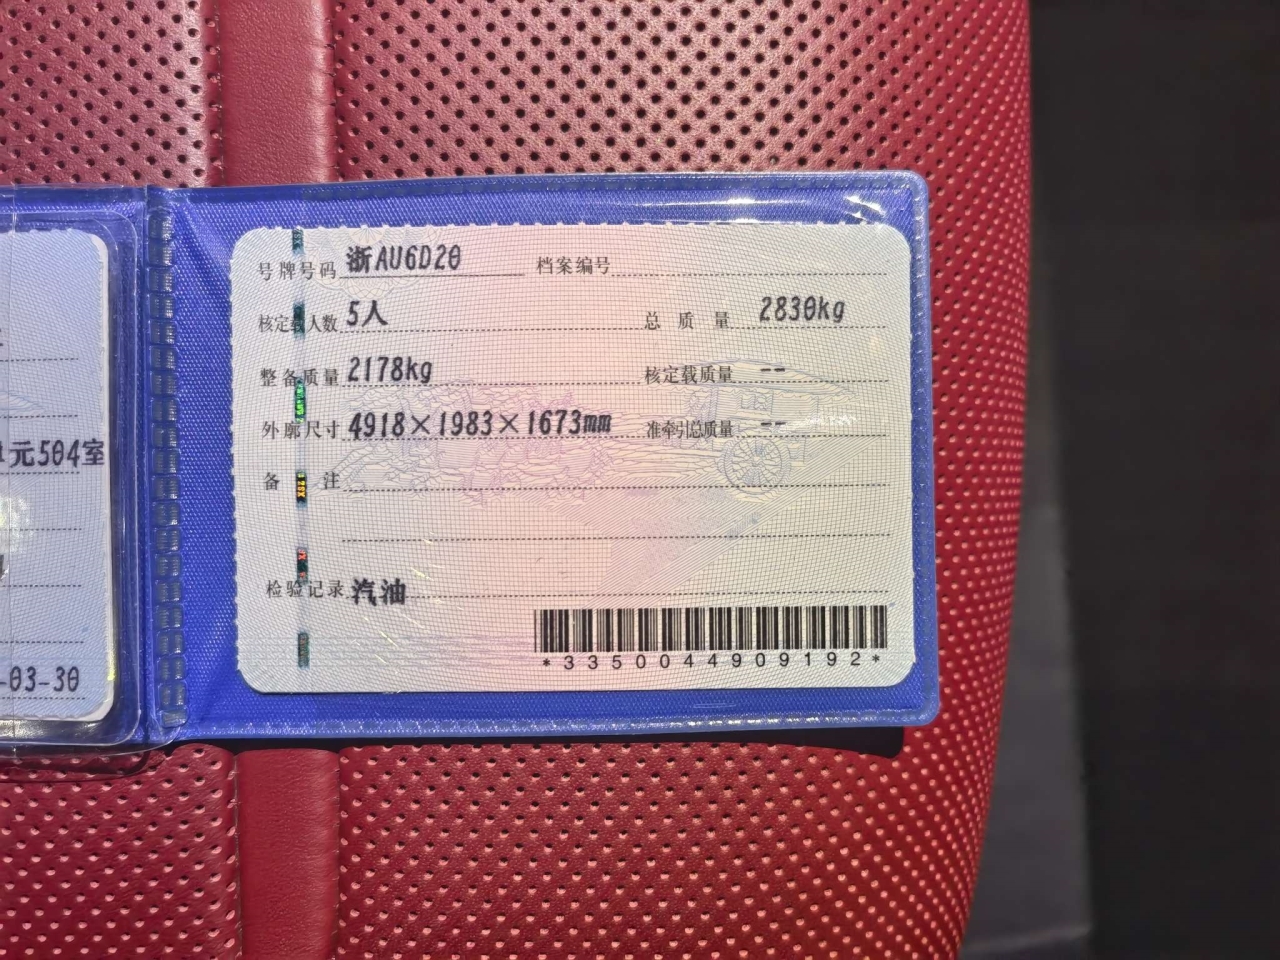 号牌号码 浙AU6D20 档案编号
核定载人数 5人 总质量 2830kg
整备质量 2178kg 核定载质量 --
外廓尺寸 4918×1983×1673mm 准牵引总质量 --
备注
检验记录 汽油
*3350044909192*
元504室
-03-30